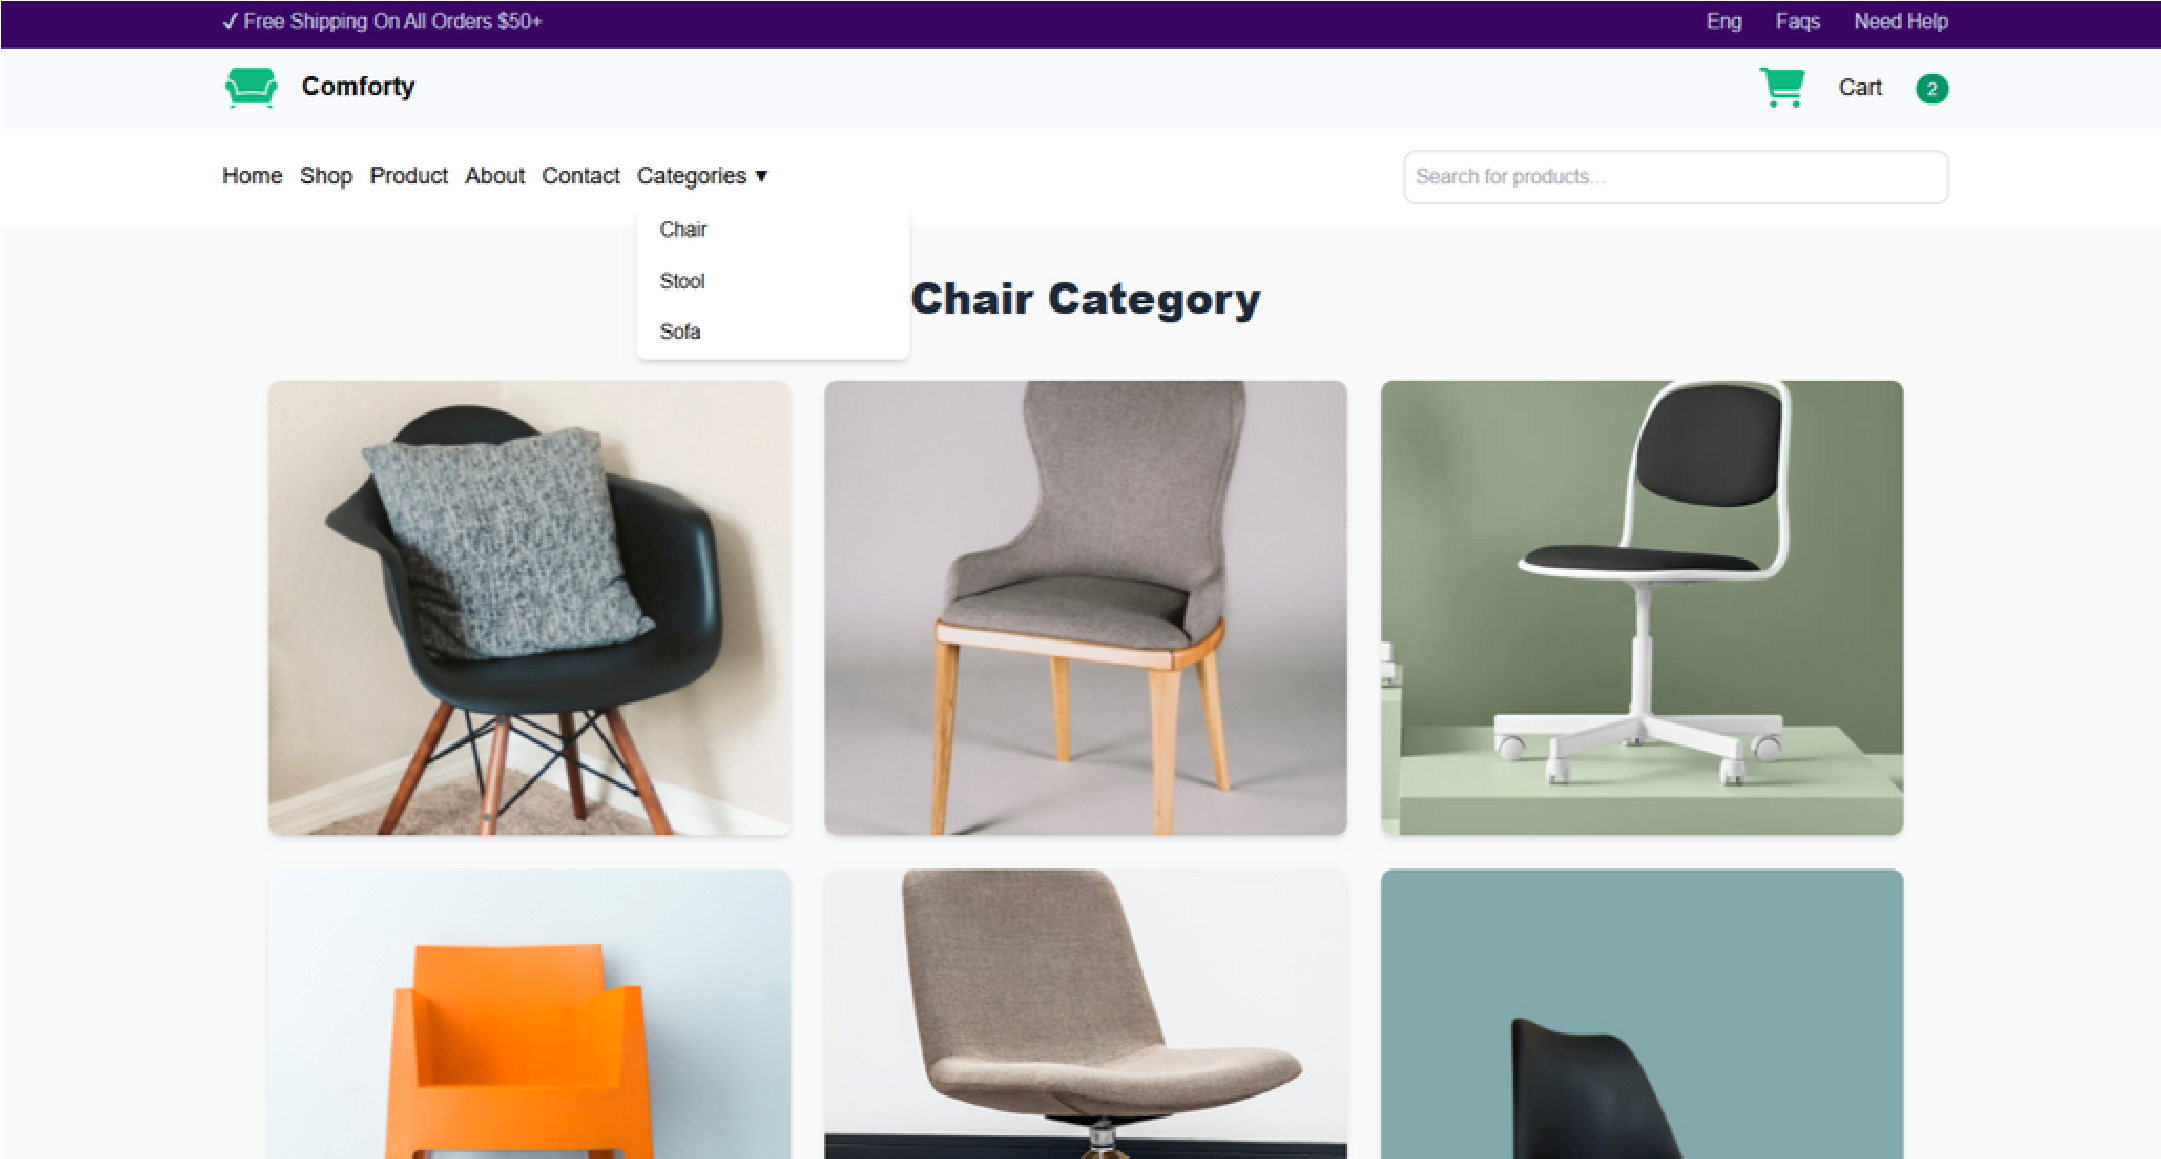 ✓ Free Shipping On All Orders $50+ Eng Faqs Need Help
Comforty Cart 2
Home Shop Product About Contact Categories ▼ Search for products...
Chair
Stool
Sofa
Chair Category